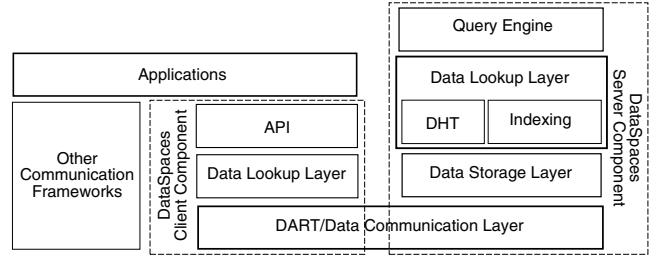 Applications
Other
Communication
Frameworks
DataSpaces
Client Component
API
Data Lookup Layer
DART/Data Communication Layer
Query Engine
Data Lookup Layer
DHT
Indexing
Data Storage Layer
DataSpaces
Server Component